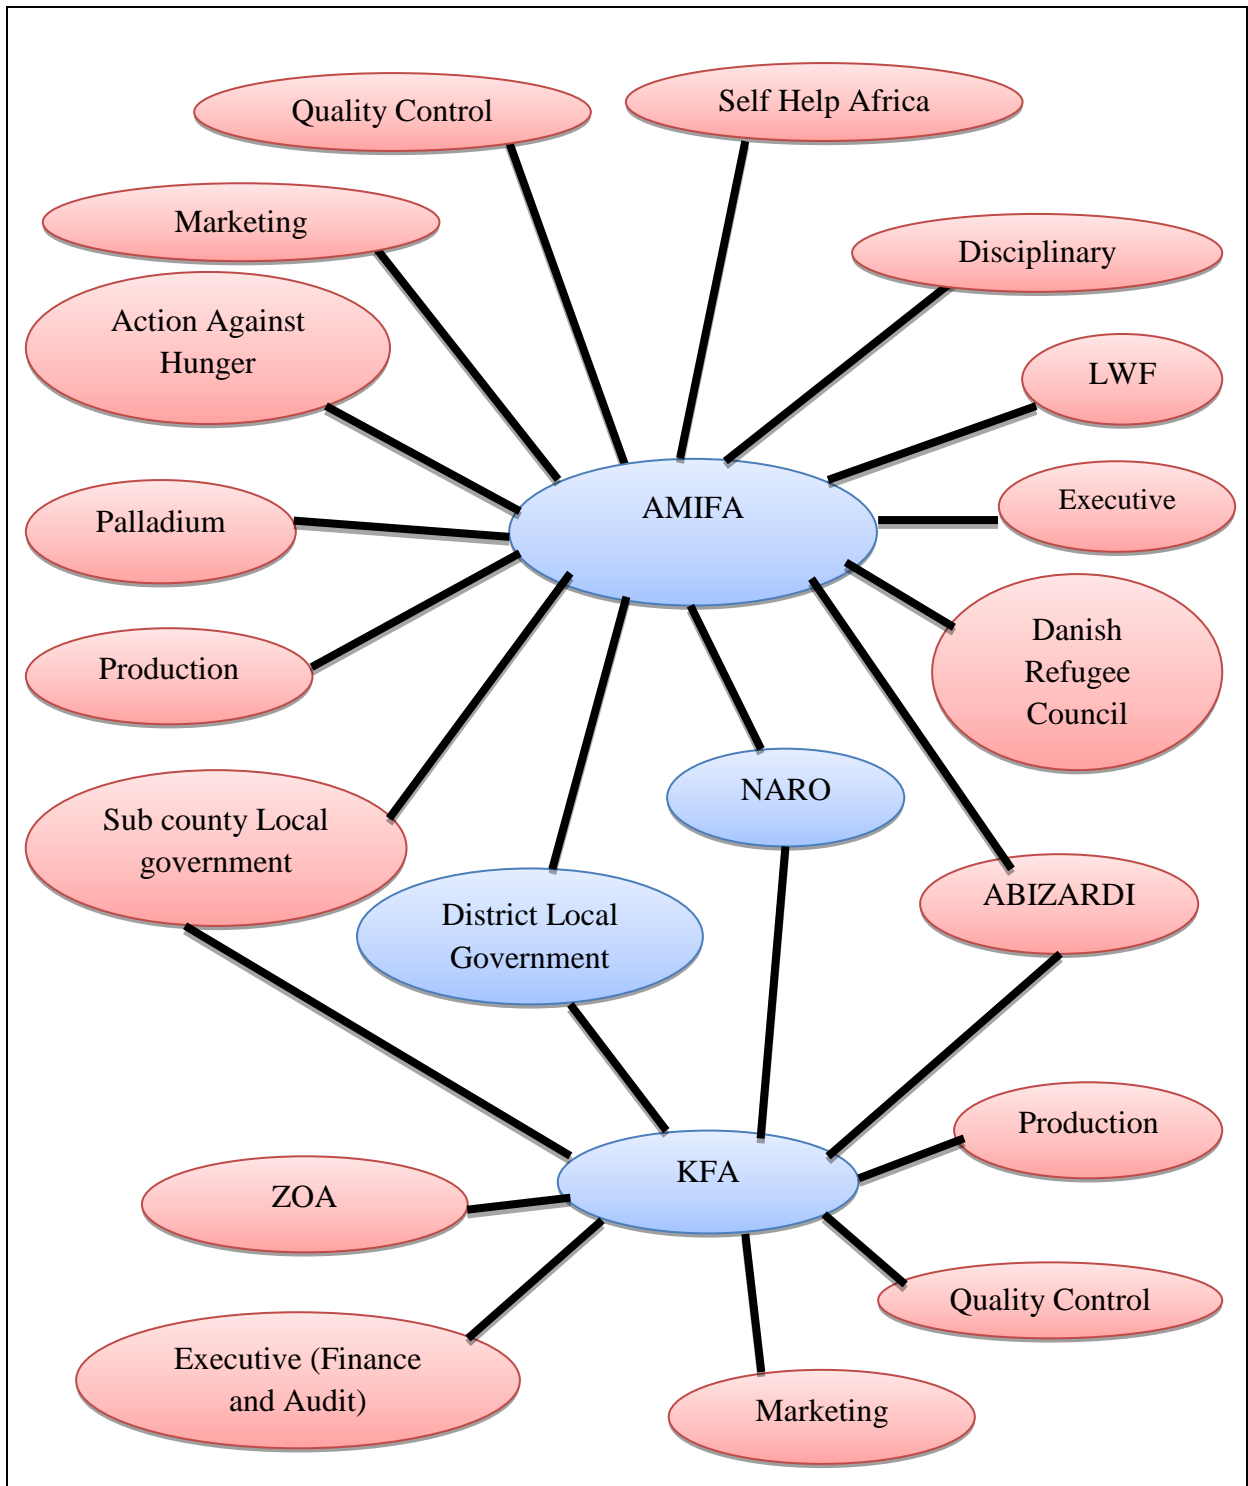 Quality Control
Self Help Africa
Marketing
Disciplinary
Action Against
Hunger
LWF
AMIFA
Executive
Palladium
Danish
Refugee
Council
Production
NARO
Sub county Local
government
ABIZARDI
District Local
Government
Production
KFA
ZOA
Quality Control
Executive (Finance
and Audit)
Marketing